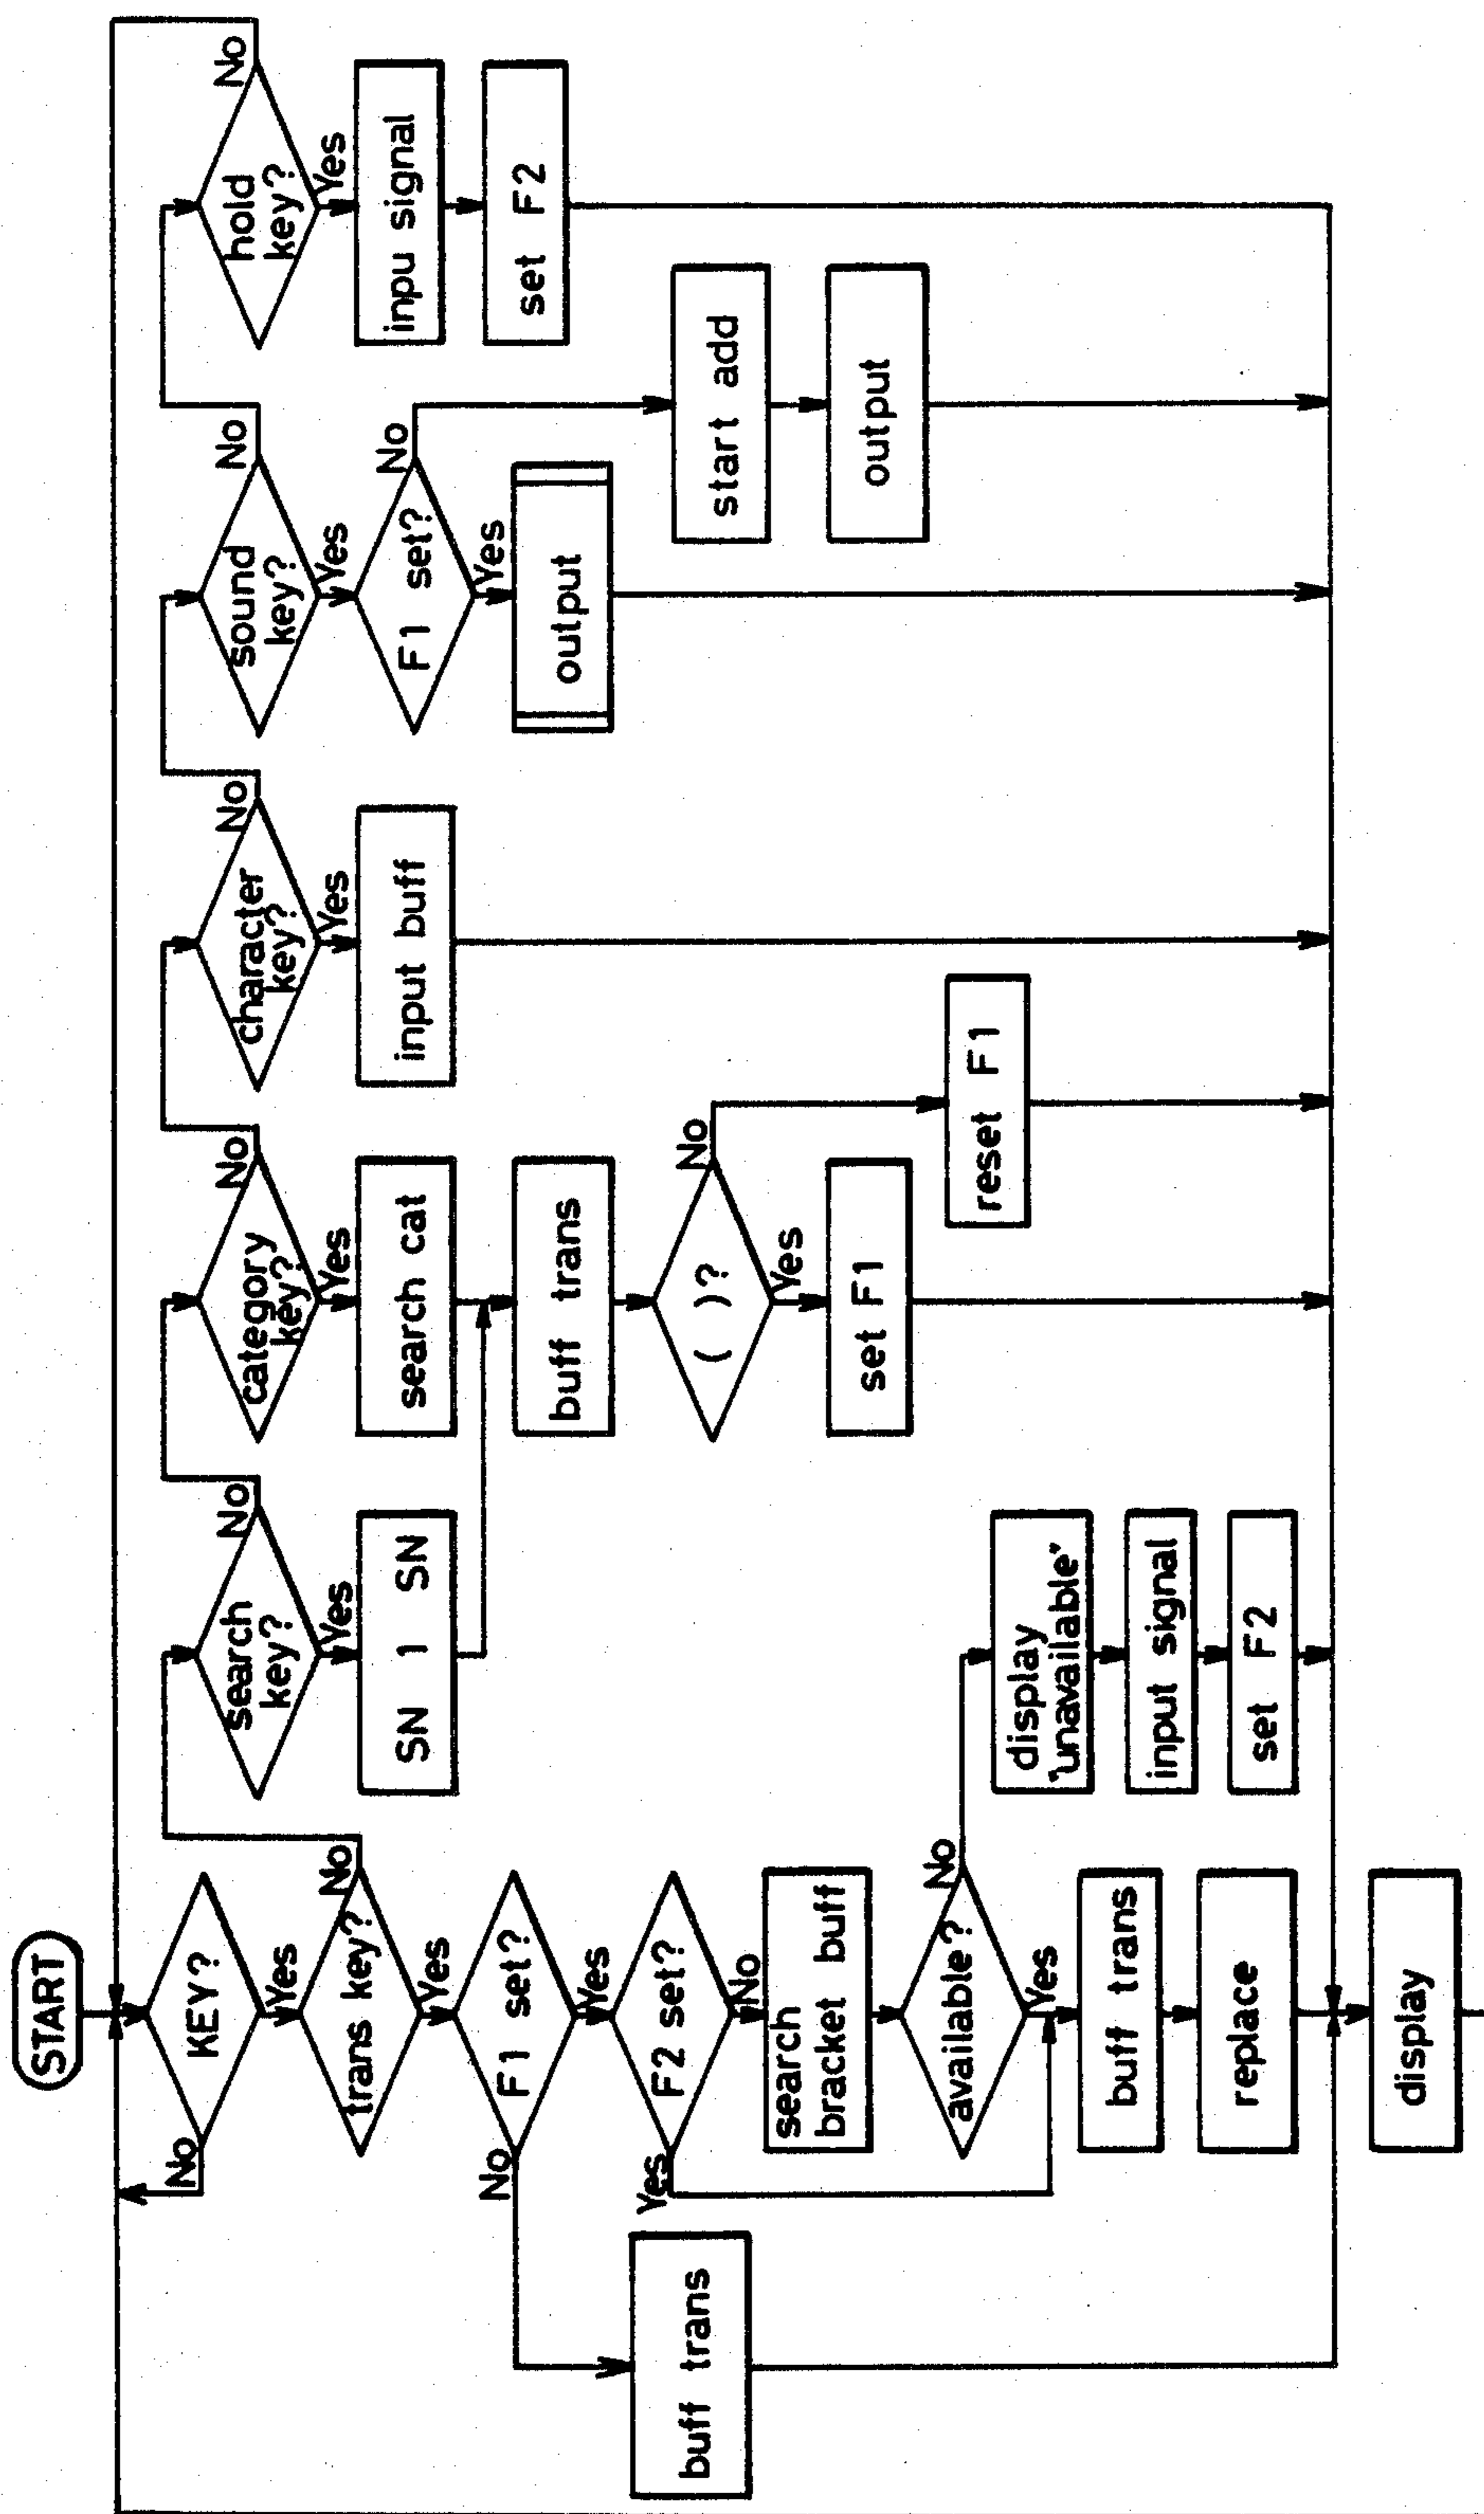 START
KEY?
No
Yes
trans key?
No
Yes
F1 set?
No
Yes
buff trans
F2 set?
Yes
No
search
bracket buff
available?
No
Yes
buff trans
replace
display
display
"unavailable"
input signal
set F2
search
key?
No
Yes
SN 1 SN
category
key?
No
Yes
search cat
buff trans
( )?
No
Yes
set F1
reset F1
character
key?
No
Yes
input buff
sound
key?
No
Yes
F1 set?
No
Yes
output
start add
output
hold
key?
No
Yes
inpu signal
set F2